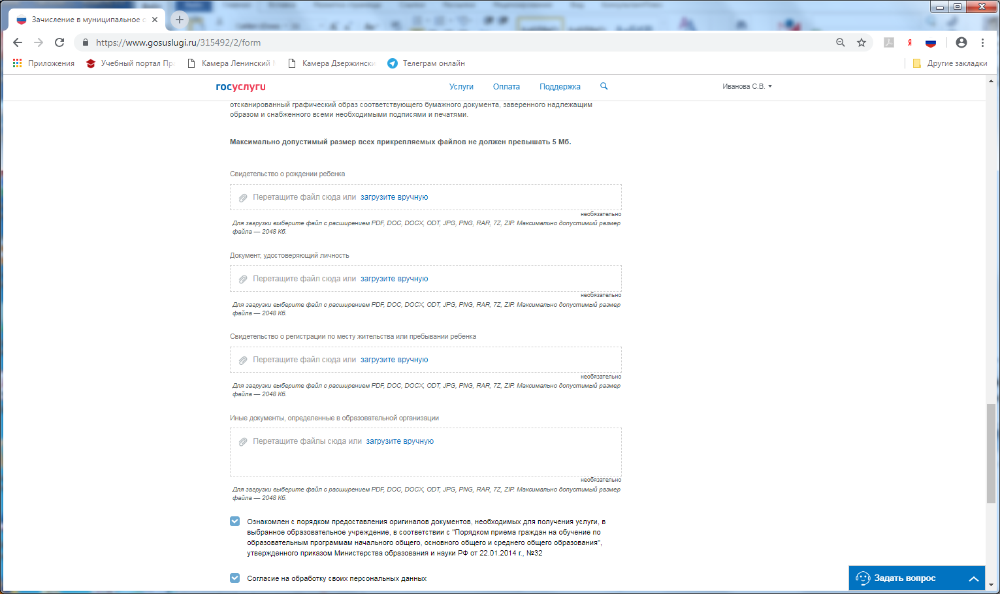 Зачисление в муниципальное
https://www.gosuslugi.ru/315492/2/form
Приложения
Учебный портал
Камера Ленинский
Камера Дзержинск
Телеграм онлайн
Другие закладки
госуслуги
Услуги
Оплата
Поддержка
Иванова С.В.
отсканированный графический образ соответствующего бумажного документа, заверенного надлежащим
образом и снабженного всеми необходимыми подписями и печатями.
Максимально допустимый размер всех прикрепляемых файлов не должен превышать 5 Мб.
Свидетельство о рождении ребенка
Перетащите файл сюда или загрузите вручную
необязательно
Для загрузки выберите файл с расширением PDF, DOC, DOCX, ODT, JPG, PNG, RAR, 7Z, ZIP. Максимально допустимый размер
файла — 2048 Кб.
Документ, удостоверяющий личность
Перетащите файл сюда или загрузите вручную
необязательно
Для загрузки выберите файл с расширением PDF, DOC, DOCX, ODT, JPG, PNG, RAR, 7Z, ZIP. Максимально допустимый размер
файла — 2048 Кб.
Свидетельство о регистрации по месту жительства или пребывании ребенка
Перетащите файл сюда или загрузите вручную
необязательно
Для загрузки выберите файл с расширением PDF, DOC, DOCX, ODT, JPG, PNG, RAR, 7Z, ZIP. Максимально допустимый размер
файла — 2048 Кб.
Иные документы, определенные в образовательной организации
Перетащите файлы сюда или загрузите вручную
необязательно
Для загрузки выберите файл с расширением PDF, DOC, DOCX, ODT, JPG, PNG, RAR, 7Z, ZIP. Максимально допустимый размер
файла — 2048 Кб.
Ознакомлен с порядком предоставления оригиналов документов, необходимых для получения услуги, в
выбранное образовательное учреждение, в соответствии с "Порядком приема граждан на обучение по
образовательным программам начального общего, основного общего и среднего общего образования",
утвержденного приказом Министерства образования и науки РФ от 22.01.2014 г., №32
Согласие на обработку своих персональных данных
Задать вопрос